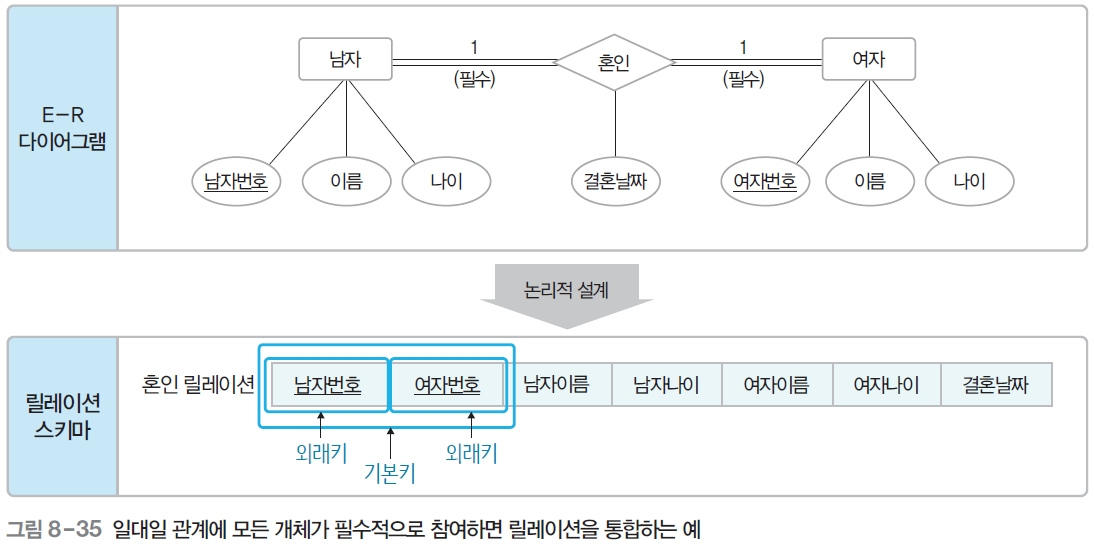 E-R
다이어그램
남자
1
(필수)
혼인
1
(필수)
여자
남자번호
이름
나이
결혼날짜
여자번호
이름
나이
논리적 설계
릴레이션
스키마
혼인 릴레이션
남자번호
여자번호
남자이름
남자나이
여자이름
여자나이
결혼날짜
외래키
기본키
외래키
그림 8-35 일대일 관계에 모든 개체가 필수적으로 참여하면 릴레이션을 통합하는 예